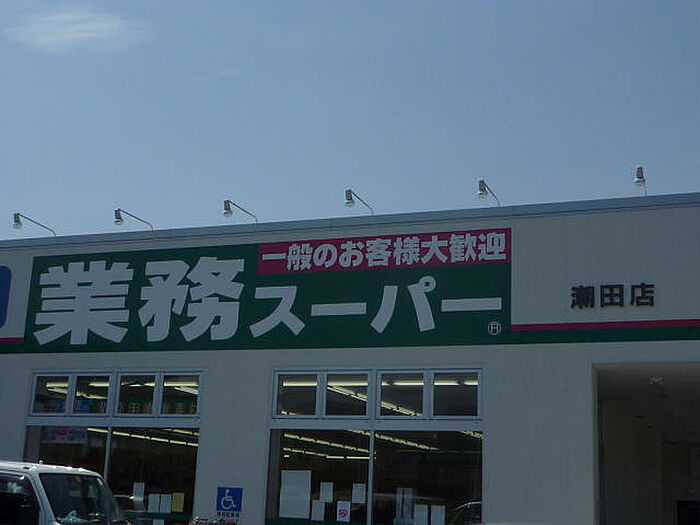 一般のお客様大歓迎
業務スーパー
®
潮田店